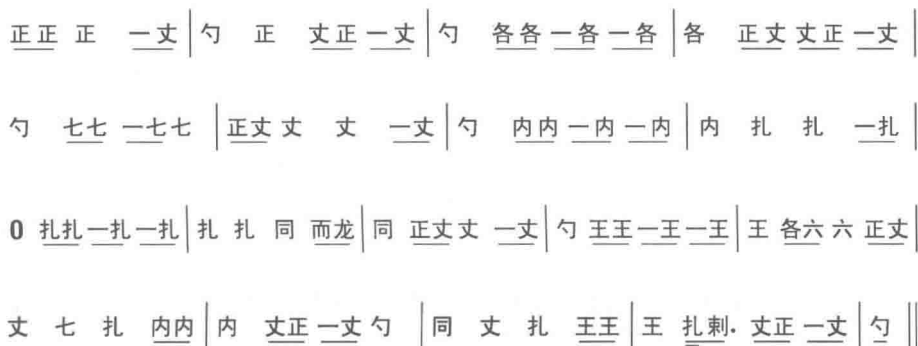 正正 正 一丈 | 勺 正 丈正 一丈 | 勺 各各 一各 一各 | 各 正丈 丈正 一丈 |
勺 七七 一七七 | 正丈 丈 丈 一丈 | 勺 内内 一内 一内 | 内 扎 扎 一扎 |
0 扎扎 一扎 一扎 | 扎 扎 同 而龙 | 同 正丈丈 一丈 | 勺 王王 一王 一王 | 王 各六 六 正丈 |
丈 七 扎 内内 | 内 丈正 一丈 勺 | 同 丈 扎 王王 | 王 扎剌. 丈正 一丈 | 勺 ||